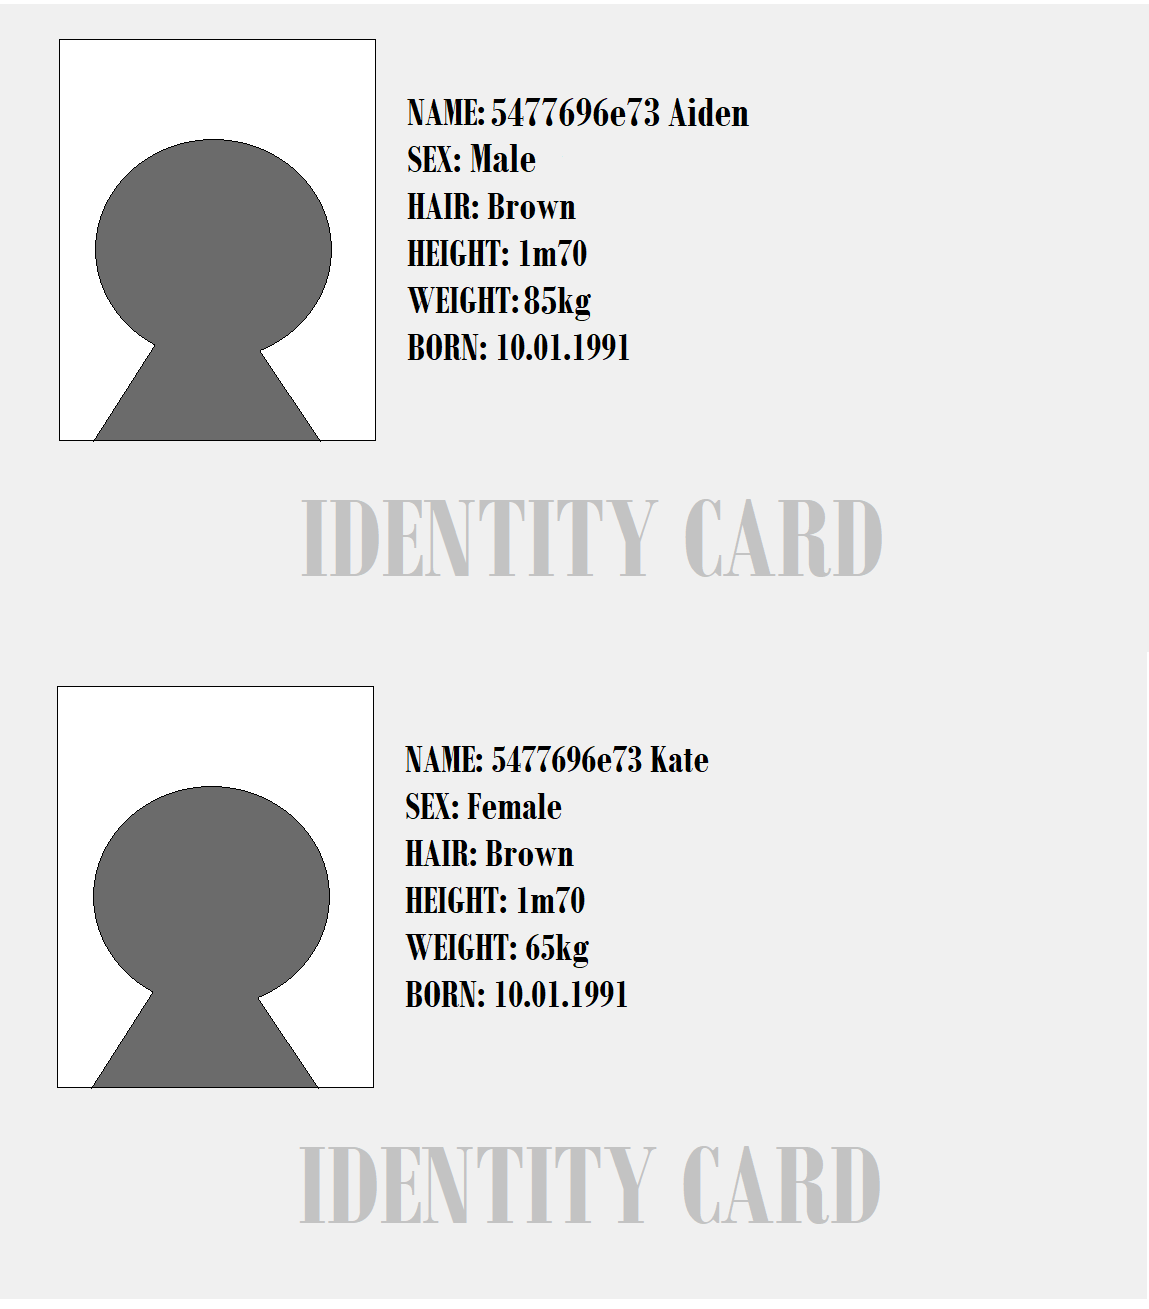 NAME: 5477696e73 Aiden
SEX: Male
HAIR: Brown
HEIGHT: 1m70
WEIGHT: 85kg
BORN: 10.01.1991
IDENTITY CARD
NAME: 5477696e73 Kate
SEX: Female
HAIR: Brown
HEIGHT: 1m70
WEIGHT: 65kg
BORN: 10.01.1991
IDENTITY CARD